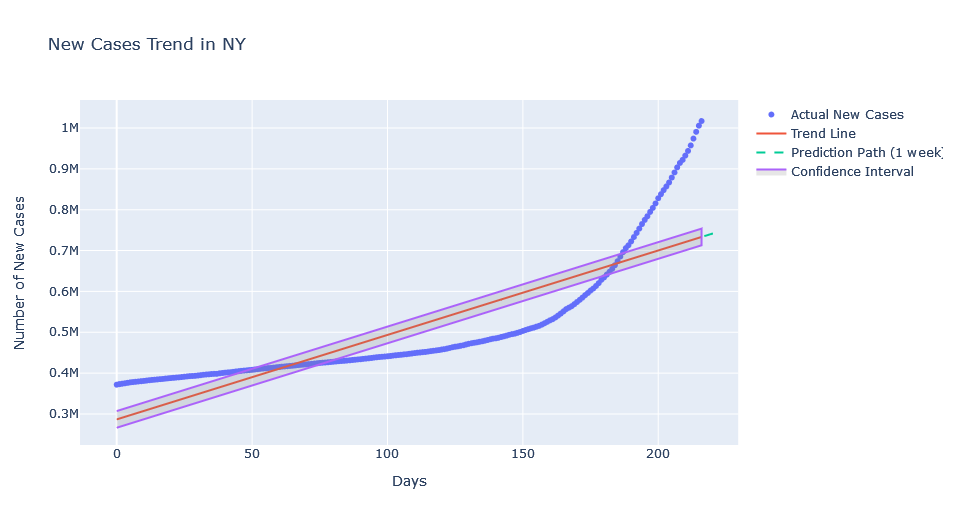 New Cases Trend in NY
Actual New Cases
Trend Line
Prediction Path (1 week)
Confidence Interval
Number of New Cases
1M
0.9M
0.8M
0.7M
0.6M
0.5M
0.4M
0.3M
0
50
100
150
200
Days